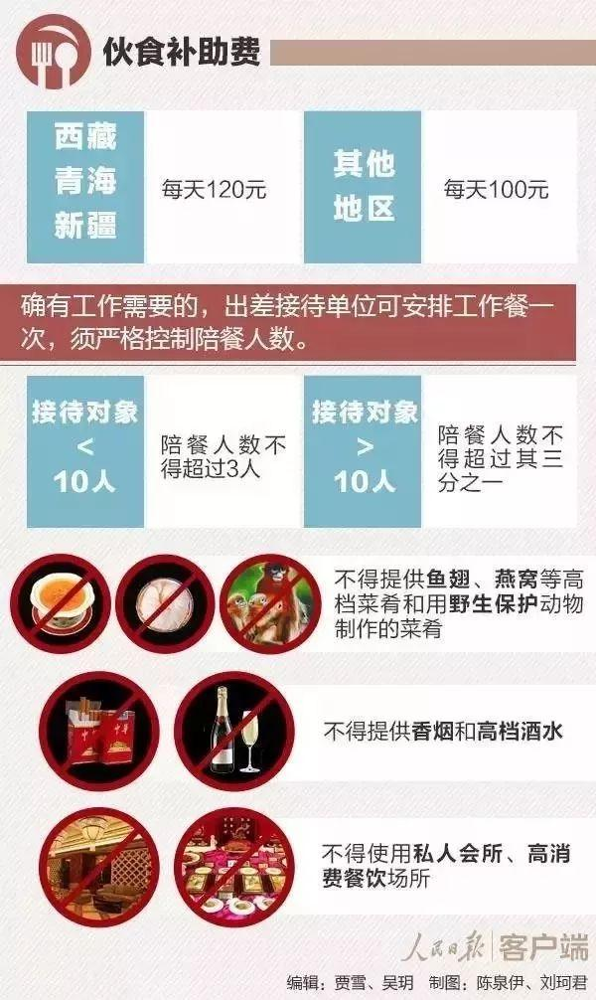 伙食补助费
西藏
青海
新疆
每天120元
其他
地区
每天100元
确有工作需要的，出差接待单位可安排工作餐一
次，须严格控制陪餐人数。
接待对象
<
10人
陪餐人数不
得超过3人
接待对象
>
10人
陪餐人数不
得超过其三
分之一
不得提供鱼翅、燕窝等高
档菜肴和用野生保护动物
制作的菜肴
中华
不得提供香烟和高档酒水
不得使用私人会所、高消
费餐饮场所
人民日报 客户端
编辑：贾雪、吴玥 制图：陈泉伊、刘珂君